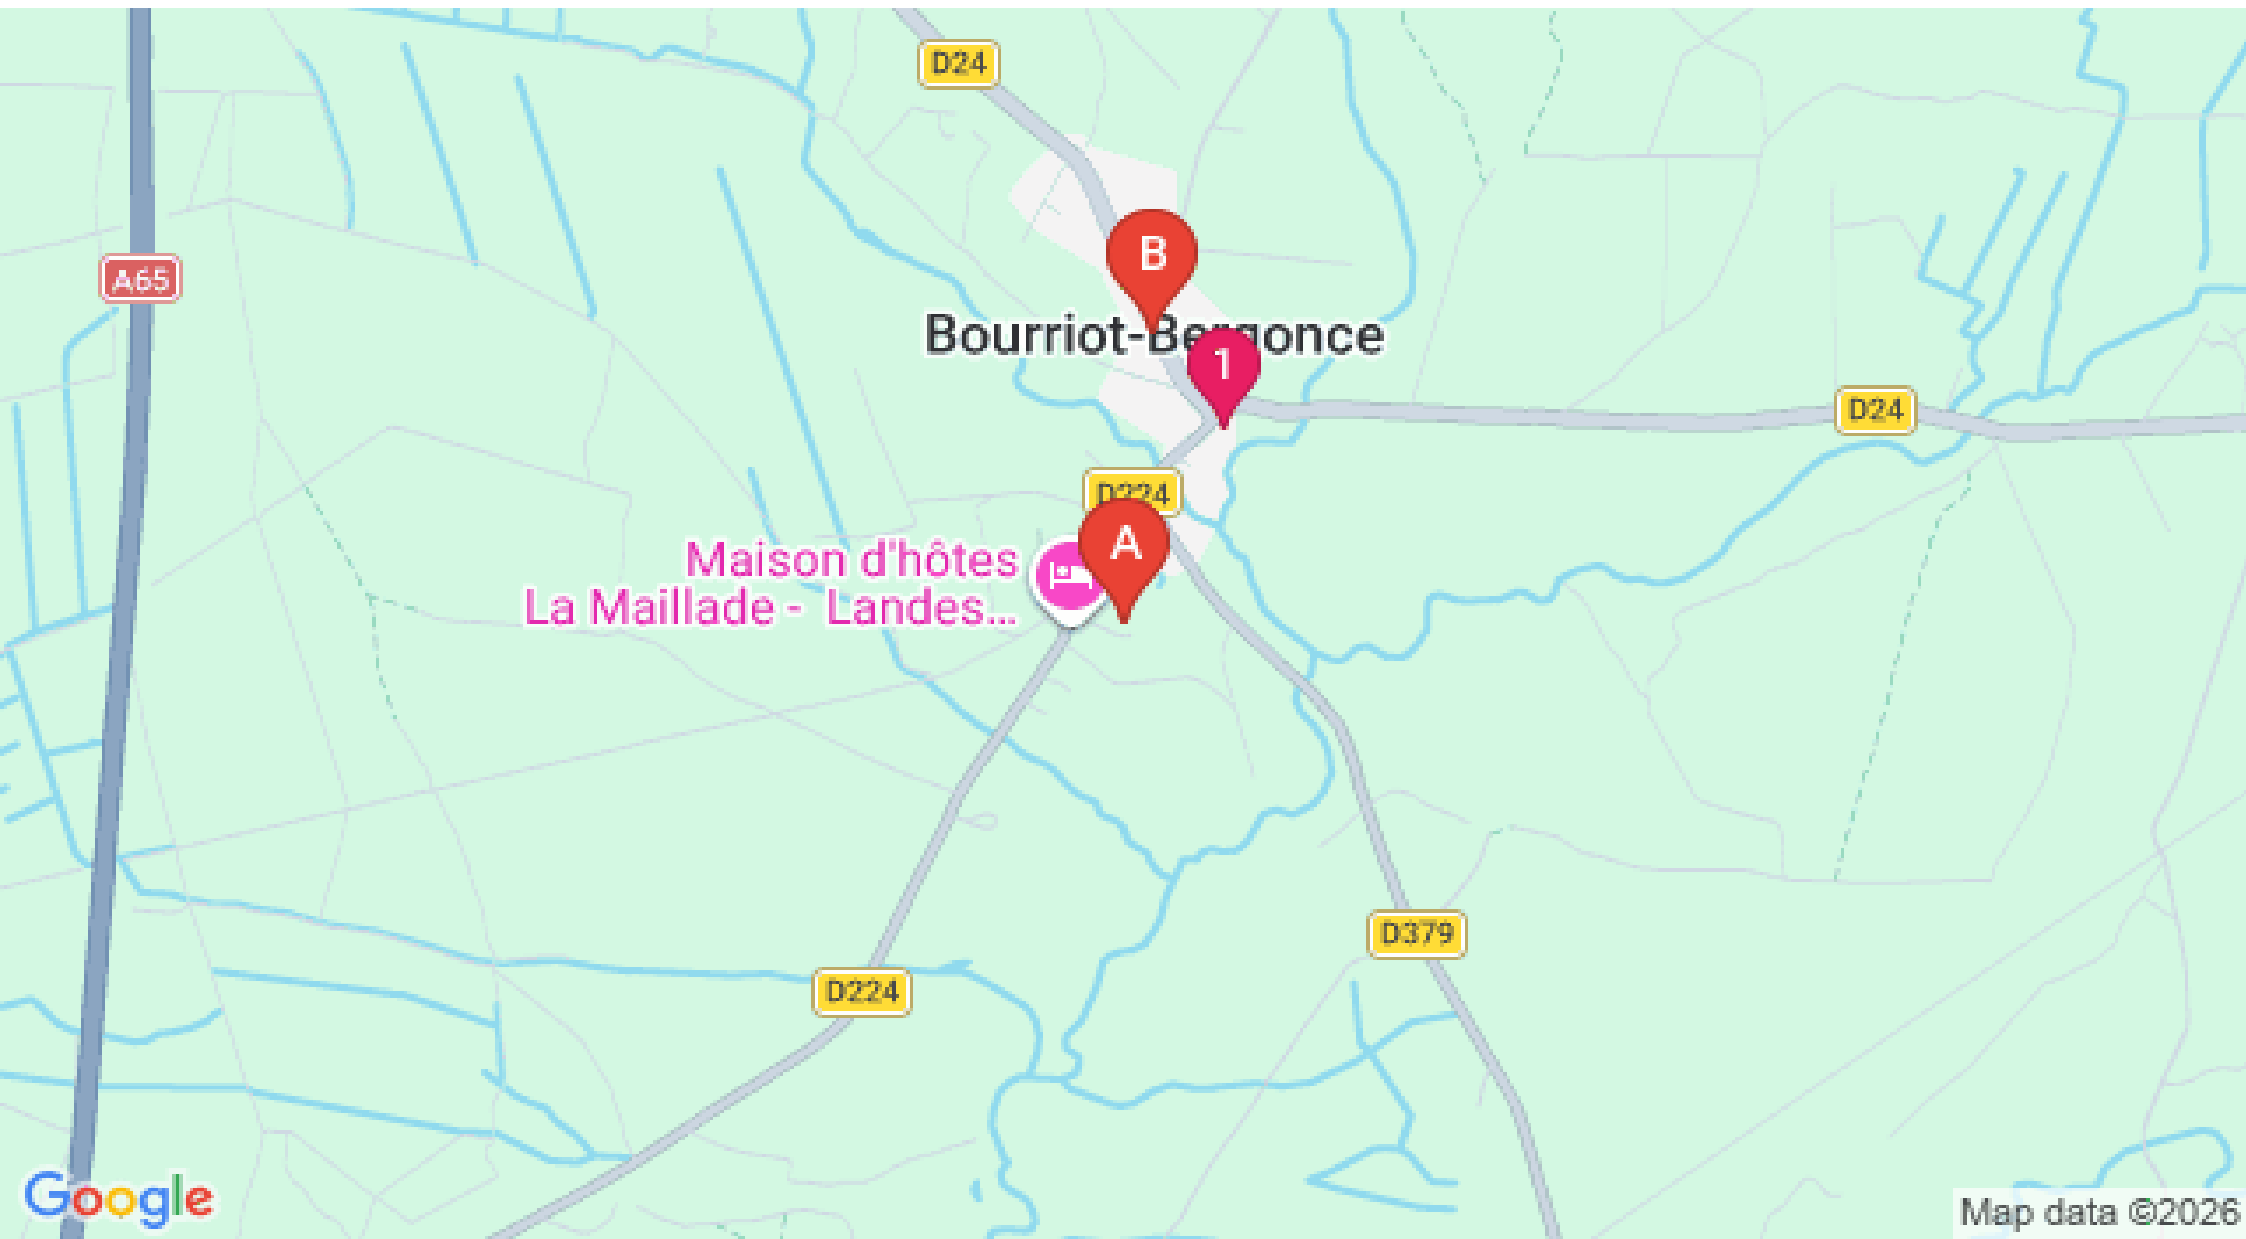 D24
B
A65
Bourriot-Bergonce
1
D24
D224
A
Maison d'hôtes
La Maillade - Landes...
D379
D224
Google
Map data ©2026